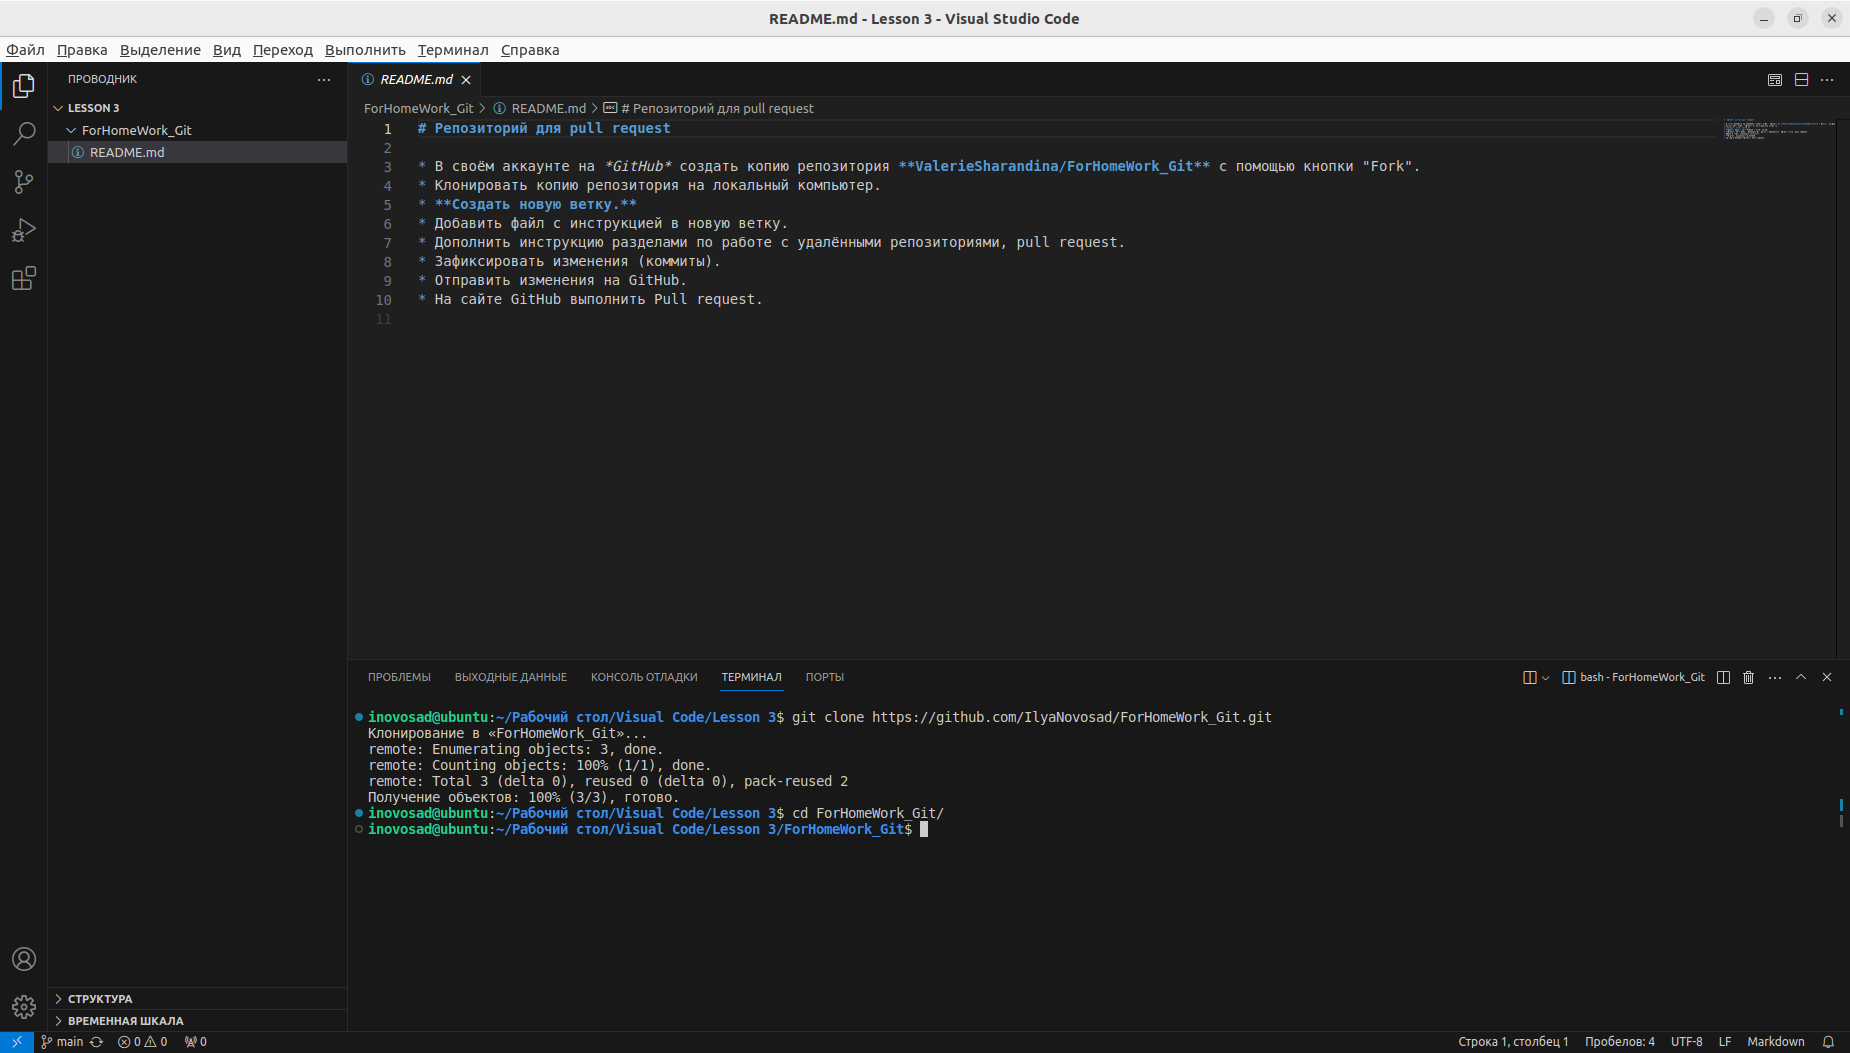 README.md - Lesson 3 - Visual Studio Code
Файл Правка Выделение Вид Переход Выполнить Терминал Справка
ПРОВОДНИК
LESSON 3
ForHomeWork_Git
README.md
README.md
ForHomeWork_Git > README.md > # Репозиторий для pull request
1 # Репозиторий для pull request
2
3 * В своём аккаунте на *GitHub* создать копию репозитория **ValerieSharandina/ForHomeWork_Git** с помощью кнопки "Fork".
4 * Клонировать копию репозитория на локальный компьютер.
5 * **Создать новую ветку.**
6 * Добавить файл с инструкцией в новую ветку.
7 * Дополнить инструкцию разделами по работе с удалёнными репозиториями, pull request.
8 * Зафиксировать изменения (коммиты).
9 * Отправить изменения на GitHub.
10 * На сайте GitHub выполнить Pull request.
11
ПРОБЛЕМЫ ВЫХОДНЫЕ ДАННЫЕ КОНСОЛЬ ОТЛАДКИ ТЕРМИНАЛ ПОРТЫ
bash - ForHomeWork_Git
inovosad@ubuntu:~/Рабочий стол/Visual Code/Lesson 3$ git clone https://github.com/IlyaNovosad/ForHomeWork_Git.git
Клонирование в «ForHomeWork_Git»...
remote: Enumerating objects: 3, done.
remote: Counting objects: 100% (1/1), done.
remote: Total 3 (delta 0), reused 0 (delta 0), pack-reused 2
Получение объектов: 100% (3/3), готово.
inovosad@ubuntu:~/Рабочий стол/Visual Code/Lesson 3$ cd ForHomeWork_Git/
inovosad@ubuntu:~/Рабочий стол/Visual Code/Lesson 3/ForHomeWork_Git$
СТРУКТУРА
ВРЕМЕННАЯ ШКАЛА
main 0 0 0
Строка 1, столбец 1 Пробелов: 4 UTF-8 LF Markdown